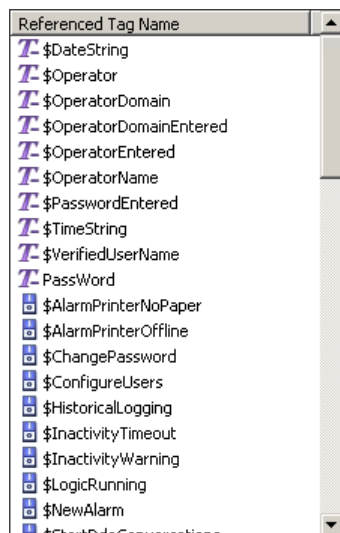 Referenced Tag Name
$DateString
$Operator
$OperatorDomain
$OperatorDomainEntered
$OperatorEntered
$OperatorName
$PasswordEntered
$TimeString
$VerifiedUserName
PassWord
$AlarmPrinterNoPaper
$AlarmPrinterOffline
$ChangePassword
$ConfigureUsers
$HistoricalLogging
$InactivityTimeout
$InactivityWarning
$LogicRunning
$NewAlarm
$StartDdeConversations